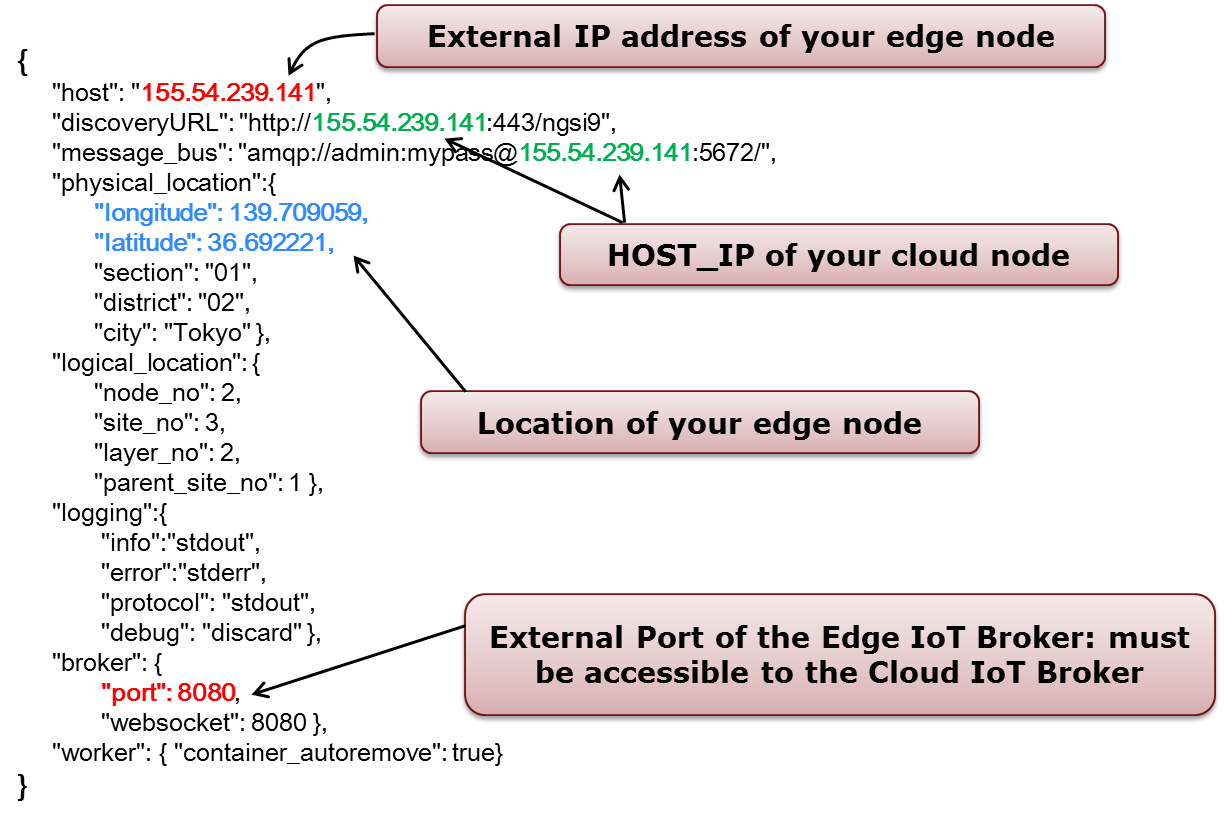 External IP address of your edge node
{
"host": "155.54.239.141",
"discoveryURL": "http://155.54.239.141:443/ngsi9",
"message_bus": "amqp://admin:mypass@155.54.239.141:5672/",
"physical_location":{
"longitude": 139.709059,
"latitude": 36.692221,
HOST_IP of your cloud node
"section": "01",
"district": "02",
"city": "Tokyo" },
"logical_location": {
"node_no": 2,
"site_no": 3,
Location of your edge node
"layer_no": 2,
"parent_site_no": 1 },
"logging":{
"info":"stdout",
"error":"stderr",
"protocol": "stdout",
"debug": "discard" },
External Port of the Edge IoT Broker: must
be accessible to the Cloud IoT Broker
"broker": {
"port": 8080,
"websocket": 8080 },
"worker": { "container_autoremove": true}
}